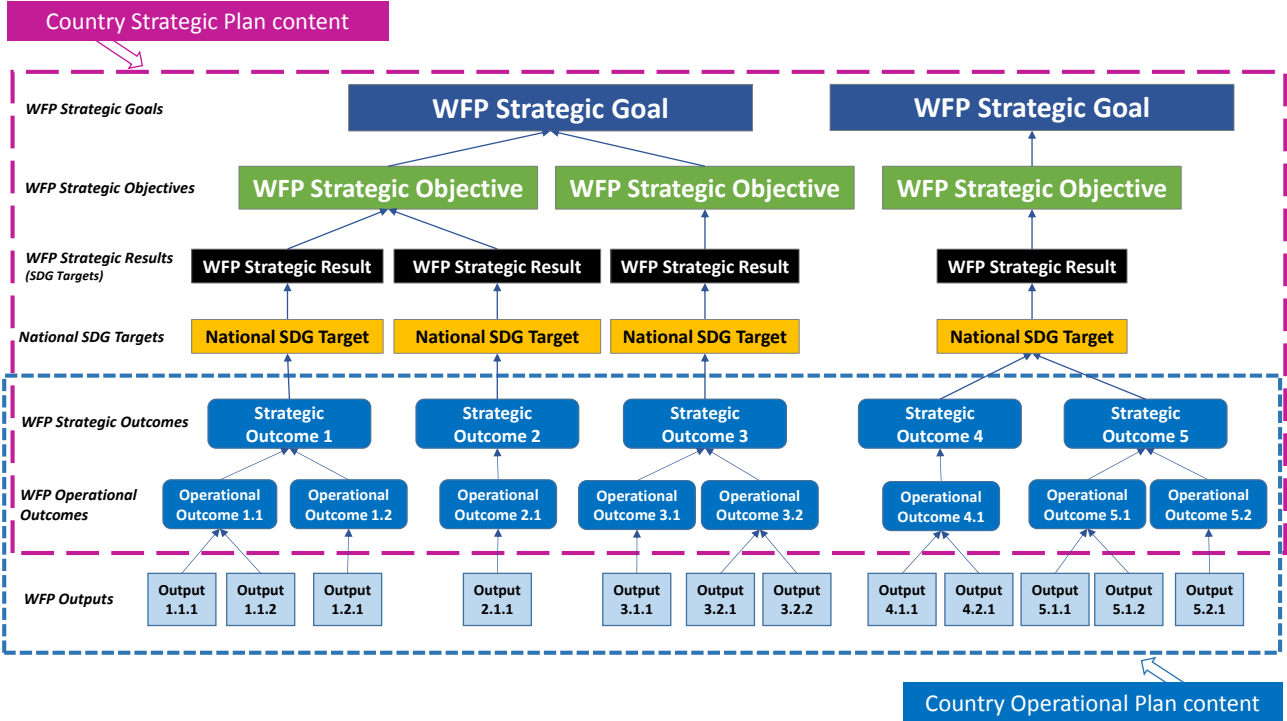 Country Strategic Plan content
WFP Strategic Goals
WFP Strategic Goal
WFP Strategic Goal
WFP Strategic Objectives
WFP Strategic Objective
WFP Strategic Objective
WFP Strategic Objective
WFP Strategic Results
(SDG Targets)
WFP Strategic Result
WFP Strategic Result
WFP Strategic Result
WFP Strategic Result
National SDG Targets
National SDG Target
National SDG Target
National SDG Target
National SDG Target
WFP Strategic Outcomes
Strategic
Outcome 1
Strategic
Outcome 2
Strategic
Outcome 3
Strategic
Outcome 4
Strategic
Outcome 5
WFP Operational
Outcomes
Operational
Outcome 1.1
Operational
Outcome 1.2
Operational
Outcome 2.1
Operational
Outcome 3.1
Operational
Outcome 3.2
Operational
Outcome 4.1
Operational
Outcome 5.1
Operational
Outcome 5.2
WFP Outputs
Output
1.1.1
Output
1.1.2
Output
1.2.1
Output
2.1.1
Output
3.1.1
Output
3.2.1
Output
3.2.2
Output
4.1.1
Output
4.2.1
Output
5.1.1
Output
5.1.2
Output
5.2.1
Country Operational Plan content